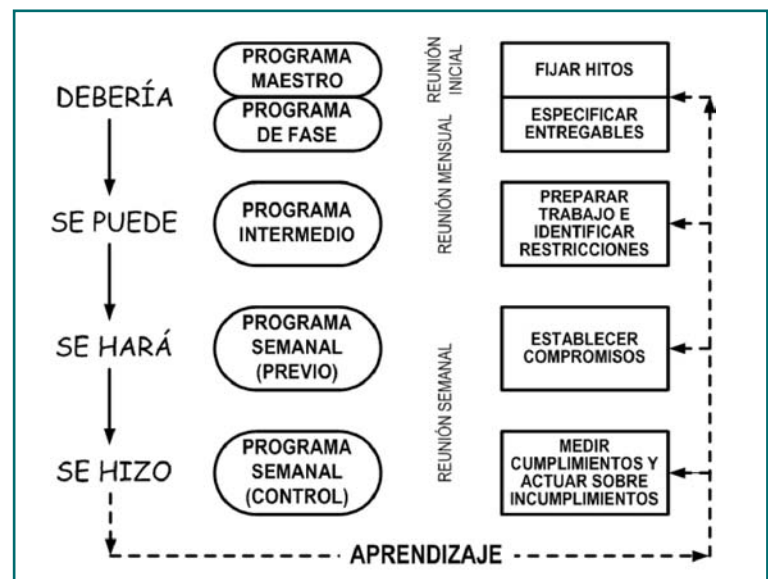 DEBERÍA
PROGRAMA
MAESTRO
PROGRAMA
DE FASE
REUNIÓN
INICIAL
FIJAR HITOS
ESPECIFICAR
ENTREGABLES
SE PUEDE
PROGRAMA
INTERMEDIO
REUNIÓN MENSUAL
PREPARAR
TRABAJO E
IDENTIFICAR
RESTRICCIONES
SE HARÁ
PROGRAMA
SEMANAL
(PREVIO)
REUNIÓN SEMANAL
ESTABLECER
COMPROMISOS
SE HIZO
PROGRAMA
SEMANAL
(CONTROL)
MEDIR
CUMPLIMIENTOS Y
ACTUAR SOBRE
INCUMPLIMIENTOS
APRENDIZAJE